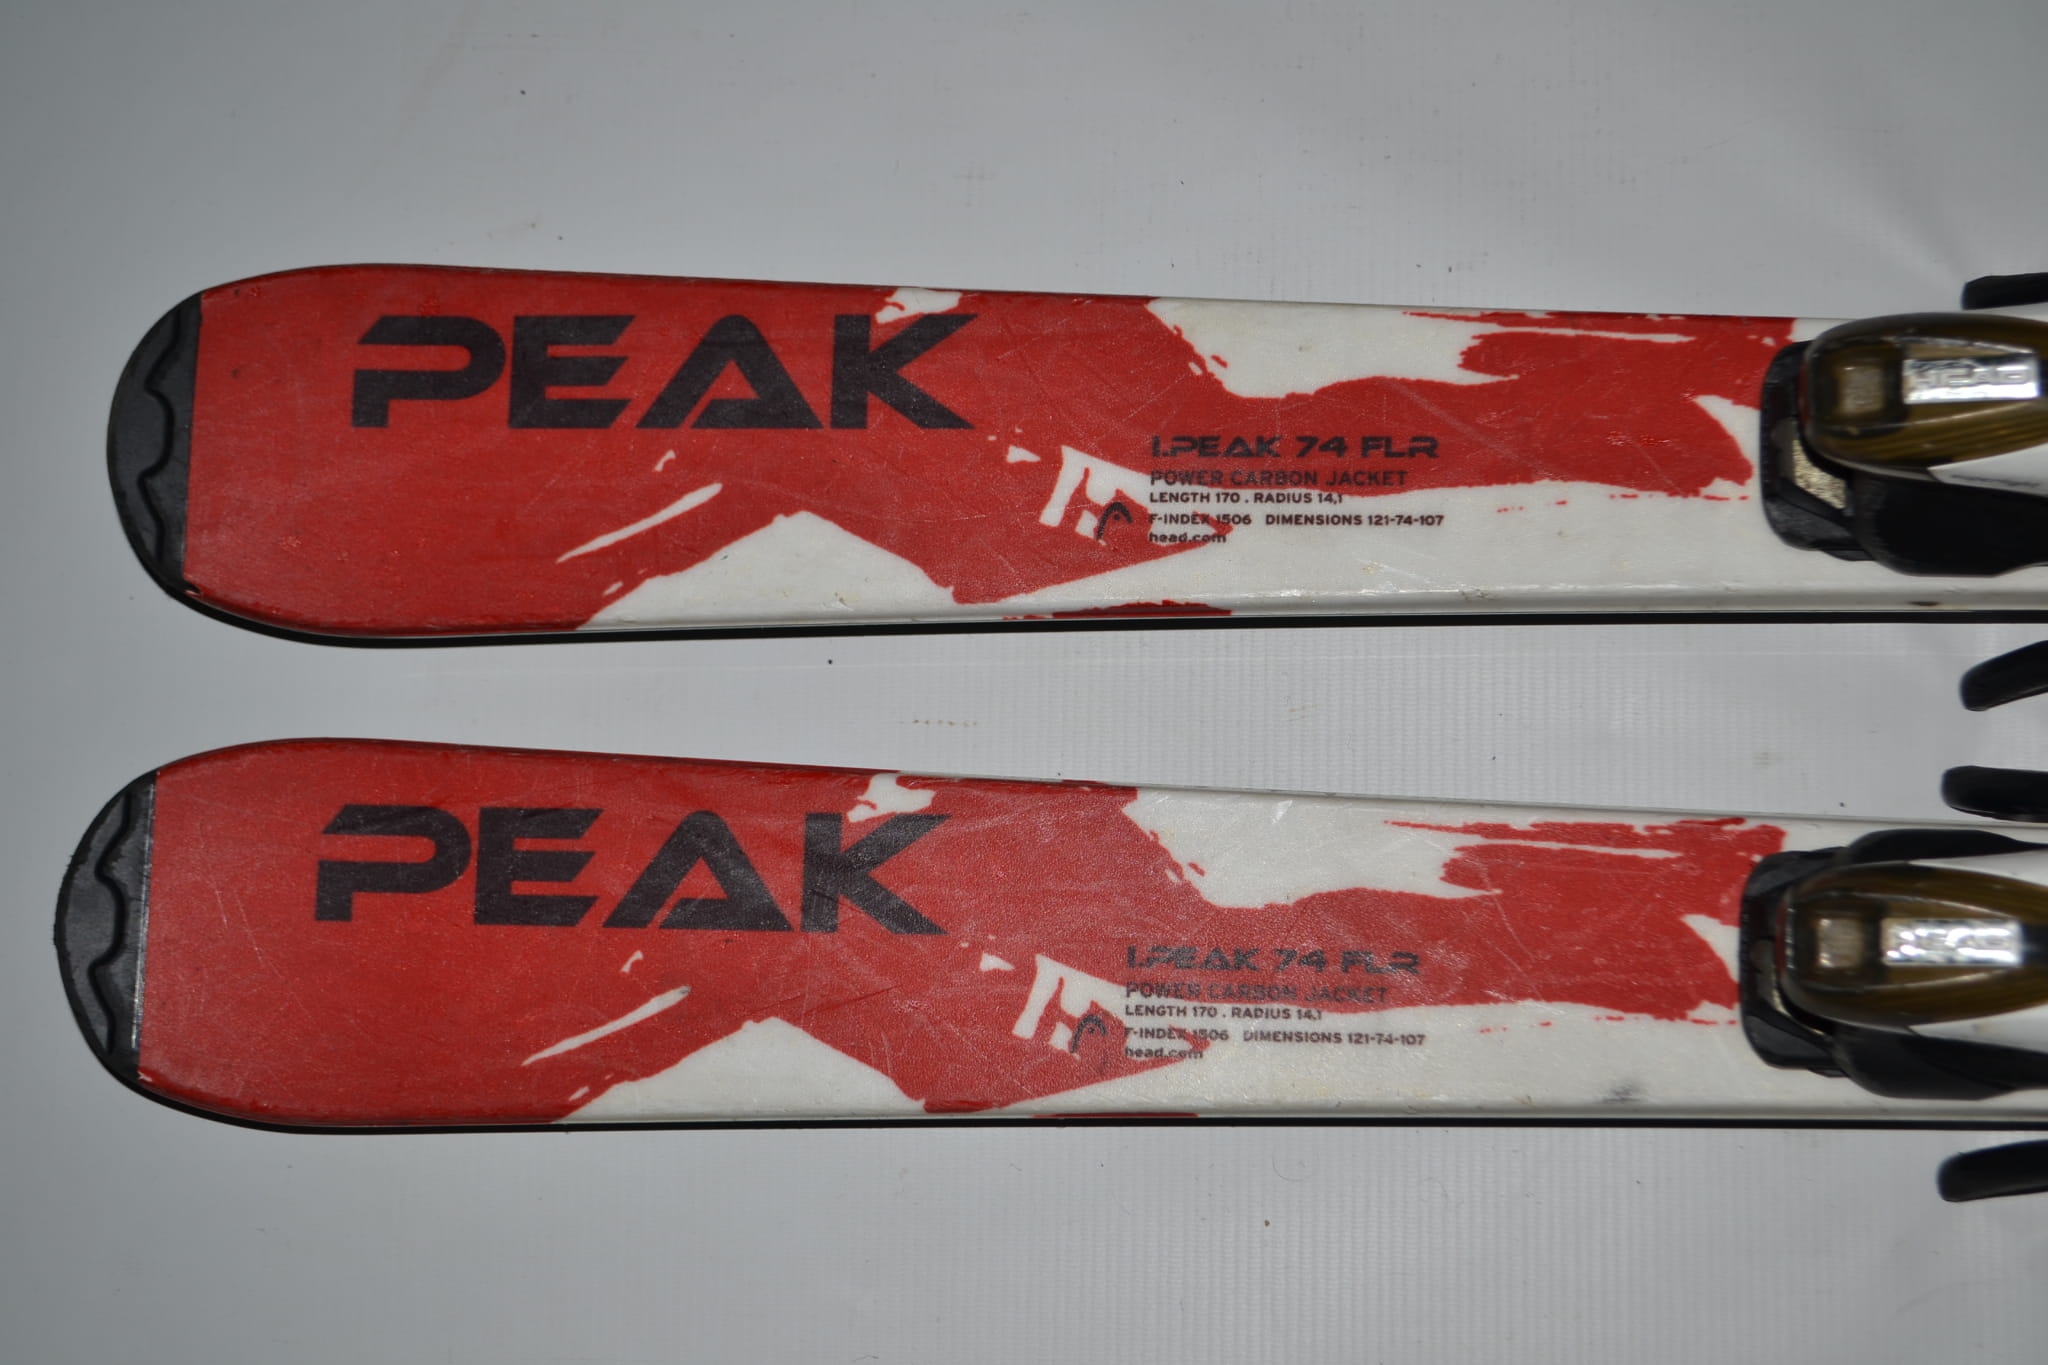 PEAK
I.PEAK 74 FLR
POWER CARBON JACKET
LENGTH 170 . RADIUS 14,1
F-INDEX 1506 DIMENSIONS 121-74-107
head.com
HEAD
PEAK
I.PEAK 74 FLR
POWER CARBON JACKET
LENGTH 170 . RADIUS 14,1
F-INDEX 1506 DIMENSIONS 121-74-107
head.com
HEAD